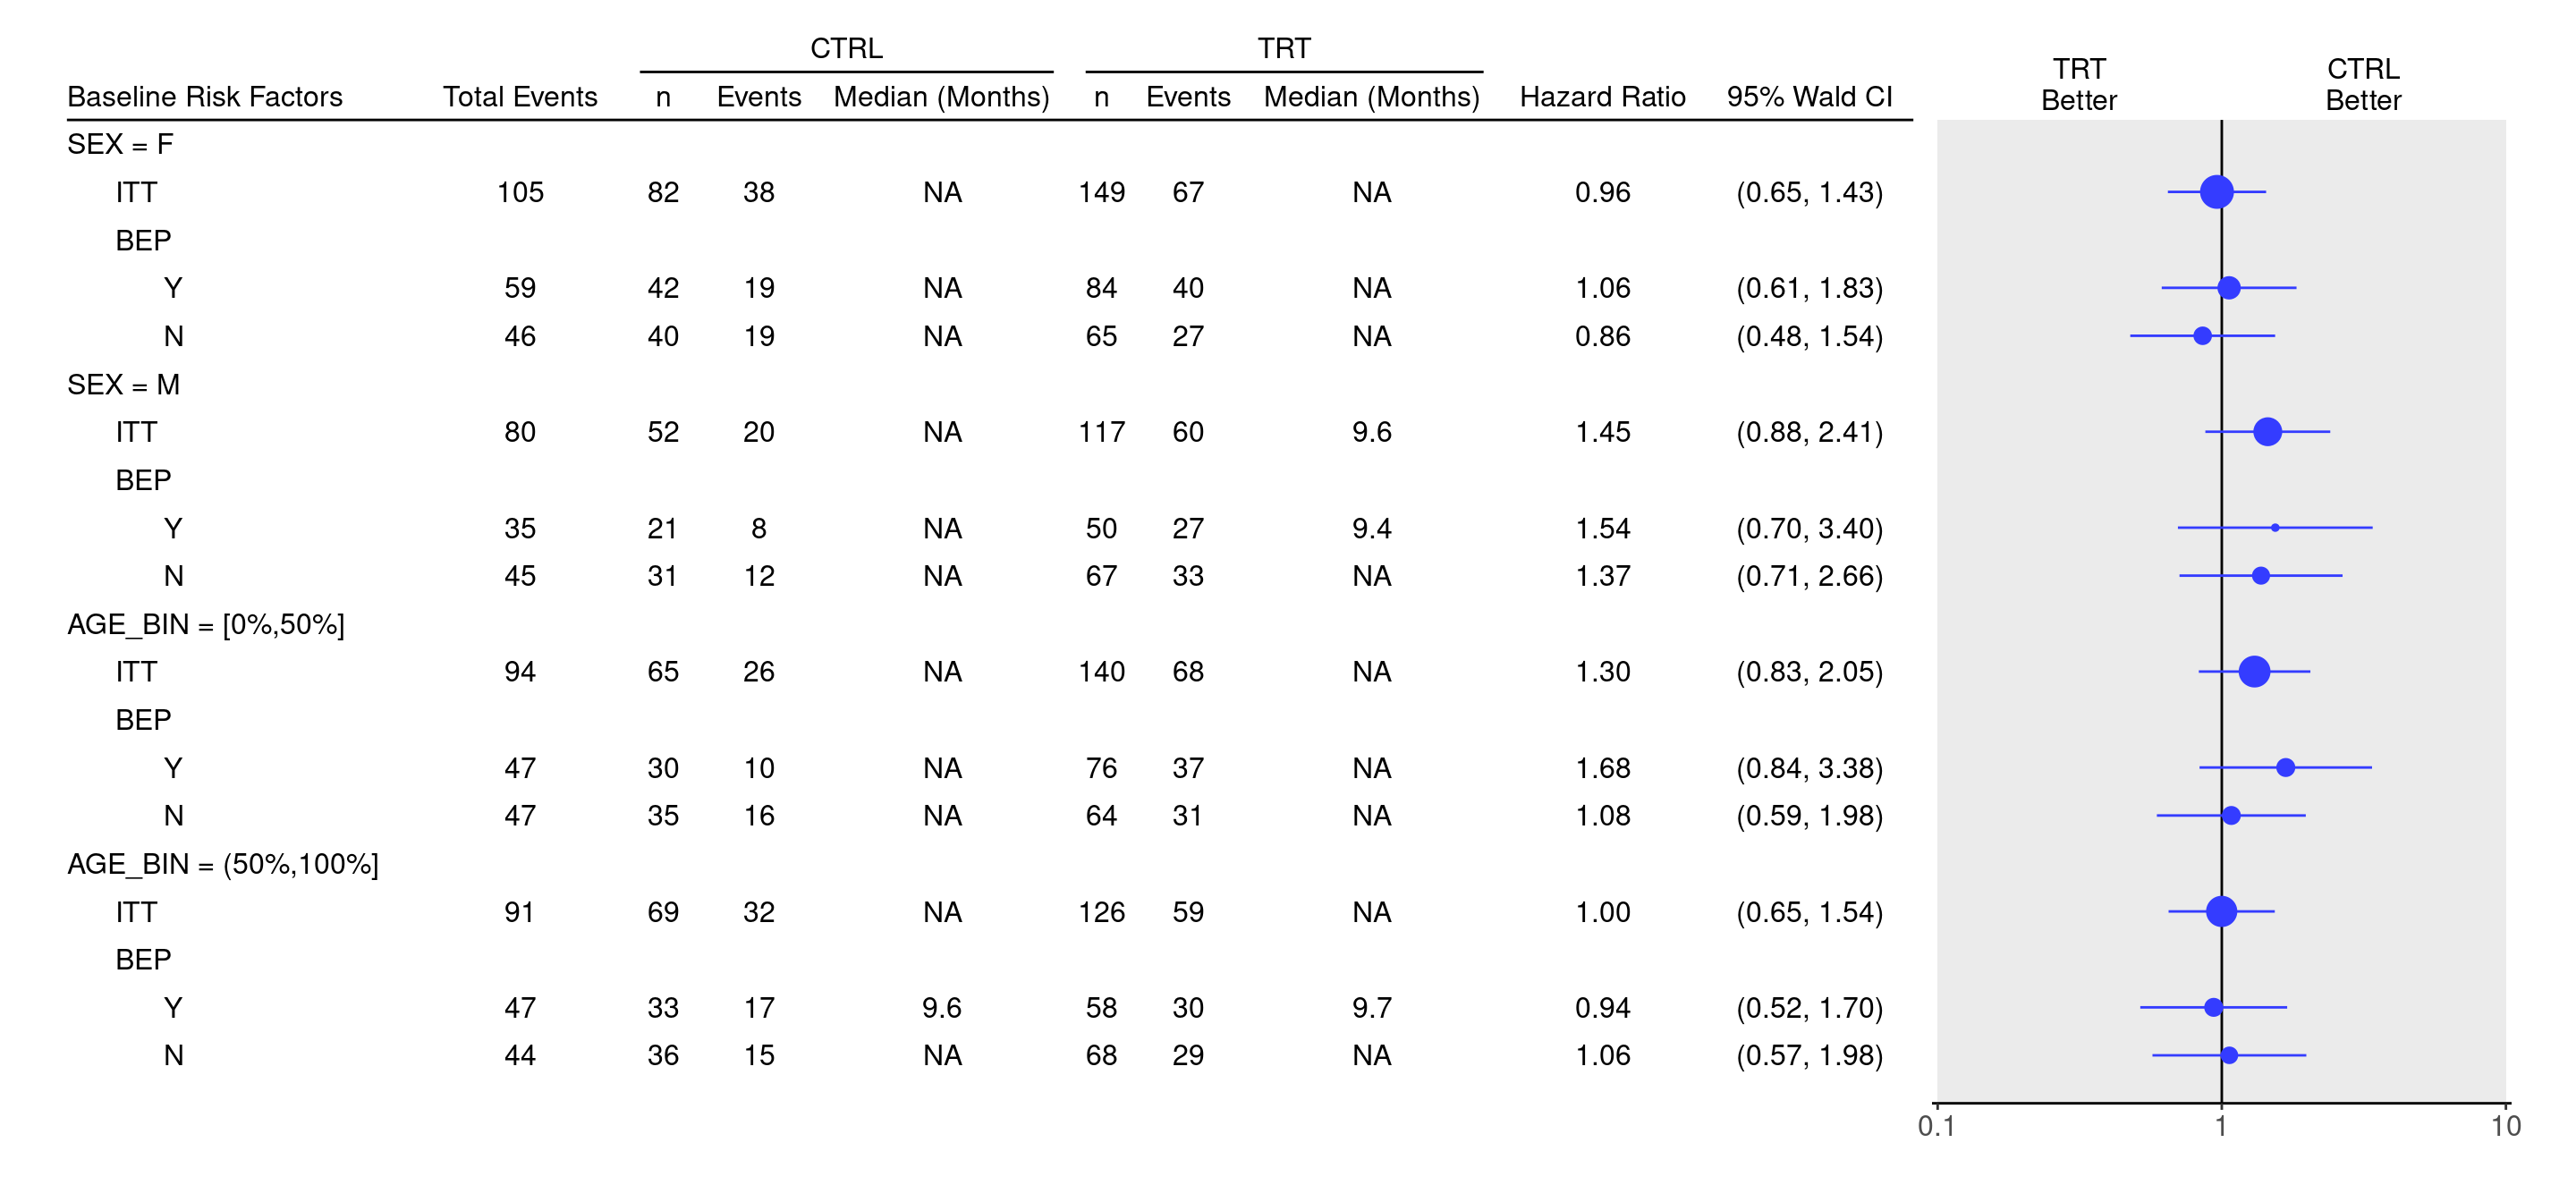 CTRL TRT
TRT CTRL
Baseline Risk Factors Total Events n Events Median (Months) n Events Median (Months) Hazard Ratio 95% Wald CI Better Better
SEX = F
ITT 105 82 38 NA 149 67 NA 0.96 (0.65, 1.43)
BEP
Y 59 42 19 NA 84 40 NA 1.06 (0.61, 1.83)
N 46 40 19 NA 65 27 NA 0.86 (0.48, 1.54)
SEX = M
ITT 80 52 20 NA 117 60 9.6 1.45 (0.88, 2.41)
BEP
Y 35 21 8 NA 50 27 9.4 1.54 (0.70, 3.40)
N 45 31 12 NA 67 33 NA 1.37 (0.71, 2.66)
AGE_BIN = [0%,50%]
ITT 94 65 26 NA 140 68 NA 1.30 (0.83, 2.05)
BEP
Y 47 30 10 NA 76 37 NA 1.68 (0.84, 3.38)
N 47 35 16 NA 64 31 NA 1.08 (0.59, 1.98)
AGE_BIN = (50%,100%]
ITT 91 69 32 NA 126 59 NA 1.00 (0.65, 1.54)
BEP
Y 47 33 17 9.6 58 30 9.7 0.94 (0.52, 1.70)
N 44 36 15 NA 68 29 NA 1.06 (0.57, 1.98)
0.1 1 10